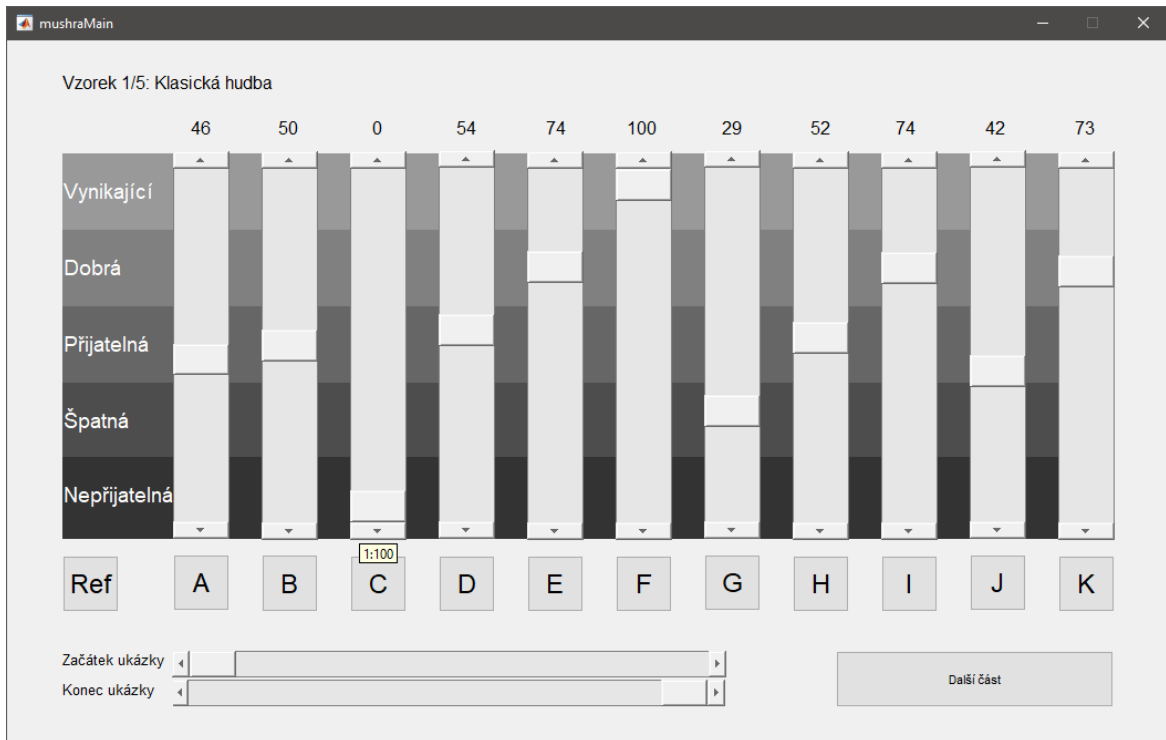 mushraMain
Vzorek 1/5: Klasická hudba
46 50 0 54 74 100 29 52 74 42 73
Vynikající
Dobrá
Přijatelná
Špatná
Nepřijatelná
1:100
Ref A B C D E F G H I J K
Začátek ukázky
Konec ukázky
Další část